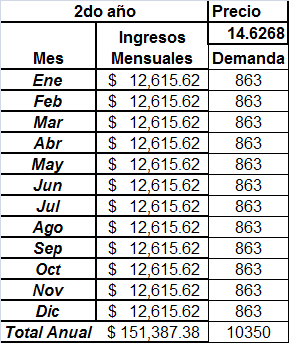 2do año Precio
14.6268
Mes Ingresos Mensuales Demanda
Ene $ 12,615.62 863
Feb $ 12,615.62 863
Mar $ 12,615.62 863
Abr $ 12,615.62 863
May $ 12,615.62 863
Jun $ 12,615.62 863
Jul $ 12,615.62 863
Ago $ 12,615.62 863
Sep $ 12,615.62 863
Oct $ 12,615.62 863
Nov $ 12,615.62 863
Dic $ 12,615.62 863
Total Anual $ 151,387.38 10350